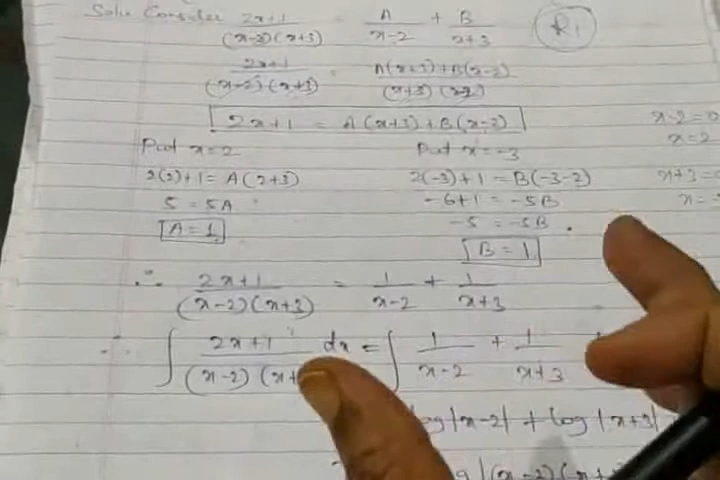 Soln Consider (2x+1)/((x-2)(x+3)) = A/(x-2) + B/(x+3) R1
(2x+1)/((x-2)(x+3)) = (A(x+3)+B(x-2))/((x+3)(x-2))
2x+1 = A(x+3)+B(x-2)
x-2=0
x=2
Put x=2
2(2)+1=A(2+3)
5=5A
A=1
Put x=-3
2(-3)+1=B(-3-2)
-6+1=-5B
-5=-5B
B=1
x+3=
x=
∴ (2x+1)/((x-2)(x+3)) = 1/(x-2) + 1/(x+3)
∴ ∫ (2x+1)/((x-2)(x+ dx = ∫ 1/(x-2) + 1/(x+3)
log|x-2| + log|x+3|
|(x-2)(x+